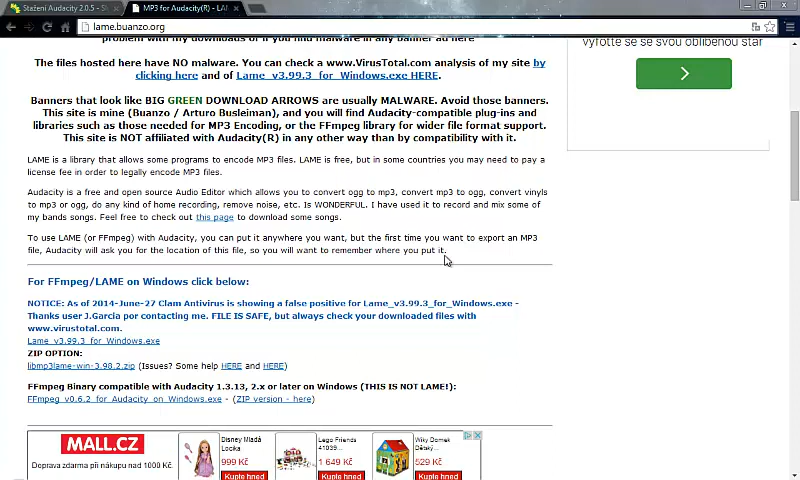 Stažení Audacity 2.0.5 - St
MP3 for Audacity(R) - LA
lame.buanzo.org
problem with my downloads or if you find malware in any banner ad here
The files hosted here have NO malware. You can check a www.VirusTotal.com analysis of my site by
clicking here and of Lame_v3.99.3_for_Windows.exe HERE.
Banners that look like BIG GREEN DOWNLOAD ARROWS are usually MALWARE. Avoid those banners.
This site is mine (Buanzo / Arturo Busleiman), and you will find Audacity-compatible plug-ins and
libraries such as those needed for MP3 Encoding, or the FFmpeg library for wider file format support.
This site is NOT affiliated with Audacity(R) in any other way than by compatibility with it.
LAME is a library that allows some programs to encode MP3 files. LAME is free, but in some countries you may need to pay a
license fee in order to legally encode MP3 files.
Audacity is a free and open source Audio Editor which allows you to convert ogg to mp3, convert mp3 to ogg, convert vinyls
to mp3 or ogg, do any kind of home recording, remove noise, etc. Is WONDERFUL. I have used it to record and mix some of
my bands songs. Feel free to check out this page to download some songs.
To use LAME (or FFmpeg) with Audacity, you can put it anywhere you want, but the first time you want to export an MP3
file, Audacity will ask you for the location of this file, so you will want to remember where you put it.
For FFmpeg/LAME on Windows click below:
NOTICE: As of 2014-June-27 Clam Antivirus is showing a false positive for Lame_v3.99.3_for_Windows.exe -
Thanks user J.Garcia por contacting me. FILE IS SAFE, but always check your downloaded files with
www.virustotal.com.
Lame_v3.99.3_for_Windows.exe
ZIP OPTION:
libmp3lame-win-3.98.2.zip (Issues? Some help HERE and HERE)
FFmpeg Binary compatible with Audacity 1.3.13, 2.x or later on Windows (THIS IS NOT LAME!):
FFmpeg_v0.6.2_for_Audacity_on_Windows.exe - (ZIP version - here)
vyfoťte se se svou oblíbenou star
MALL.CZ
Doprava zdarma při nákupu nad 1000 Kč.
Disney Mladá
Locika
999 Kč
Kupte hned
Lego Friends
41039...
1 649 Kč
Kupte hned
Wiky Domek
Dětský...
529 Kč
Kupte hned